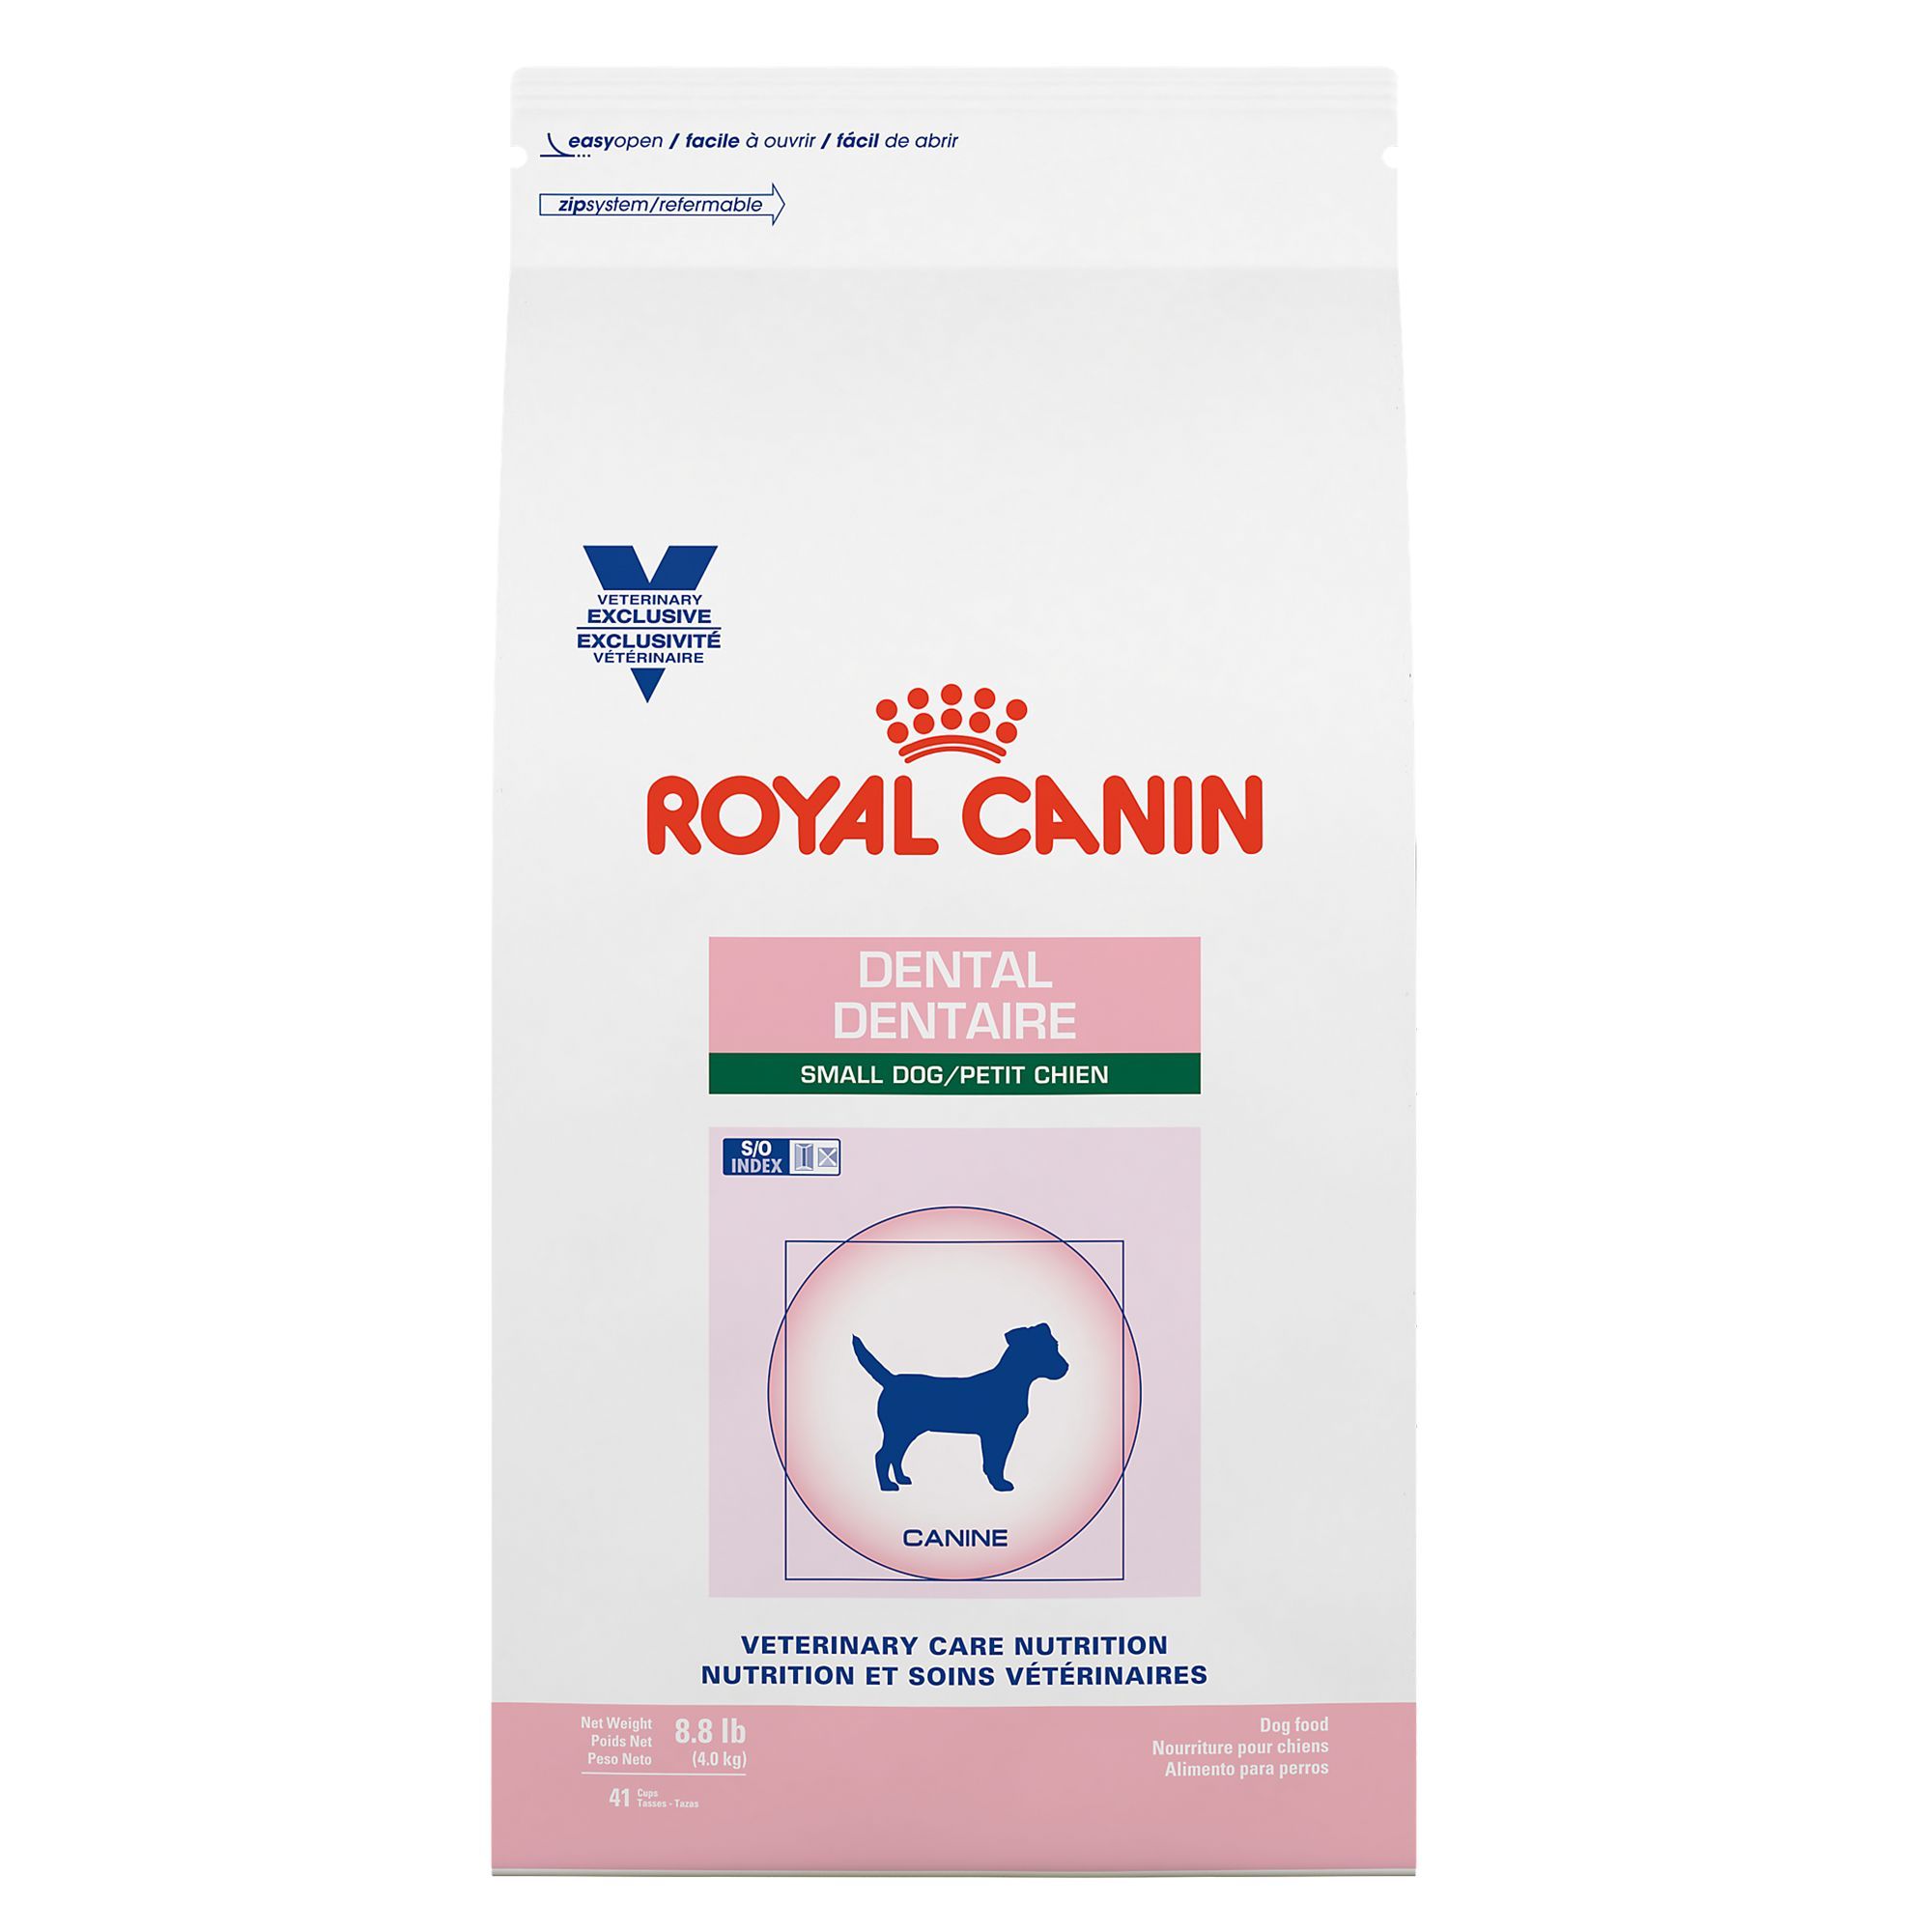 easyopen / facile à ouvrir / fácil de abrir
zipsystem/refermable
VETERINARY
EXCLUSIVE
EXCLUSIVITÉ
VÉTÉRINAIRE
ROYAL CANIN
DENTAL
DENTAIRE
SMALL DOG/PETIT CHIEN
S/O
INDEX
CANINE
VETERINARY CARE NUTRITION
NUTRITION ET SOINS VÉTÉRINAIRES
Net Weight
Poids Net
Peso Neto
8.8 lb
(4.0 kg)
41 Cups
Tasses - Tazas
Dog food
Nourriture pour chiens
Alimento para perros